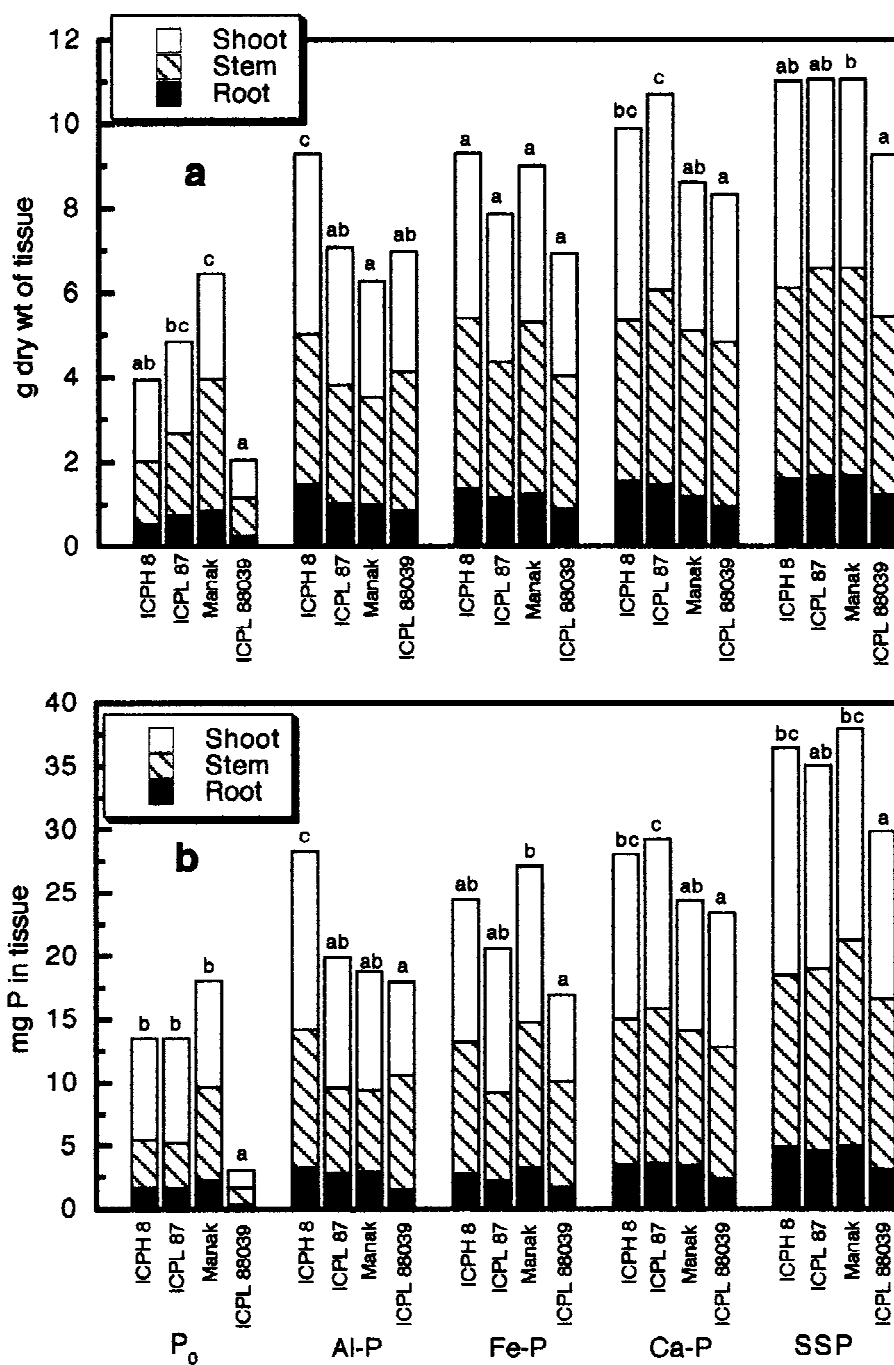 12
10
8
6
4
2
0
g dry wt of tissue
Shoot
Stem
Root
a
ab
bc
c
a
c
ab
a
ab
a
a
a
a
bc
c
ab
ab
ab
ab
b
a
ICPH 8
ICPL 87
Manak
ICPL 88039
ICPH 8
ICPL 87
Manak
ICPL 88039
ICPH 8
ICPL 87
Manak
ICPL 88039
ICPH 8
ICPL 87
Manak
ICPL 88039
ICPH 8
ICPL 87
Manak
ICPL 88039
40
35
30
25
20
15
10
5
0
mg P in tissue
Shoot
Stem
Root
b
b
b
b
a
c
ab
ab
a
ab
ab
b
a
bc
c
ab
a
bc
ab
bc
a
ICPH 8
ICPL 87
Manak
ICPL 88039
ICPH 8
ICPL 87
Manak
ICPL 88039
ICPH 8
ICPL 87
Manak
ICPL 88039
ICPH 8
ICPL 87
Manak
ICPL 88039
ICPH 8
ICPL 87
Manak
ICPL 88039
P0 Al-P Fe-P Ca-P SSP